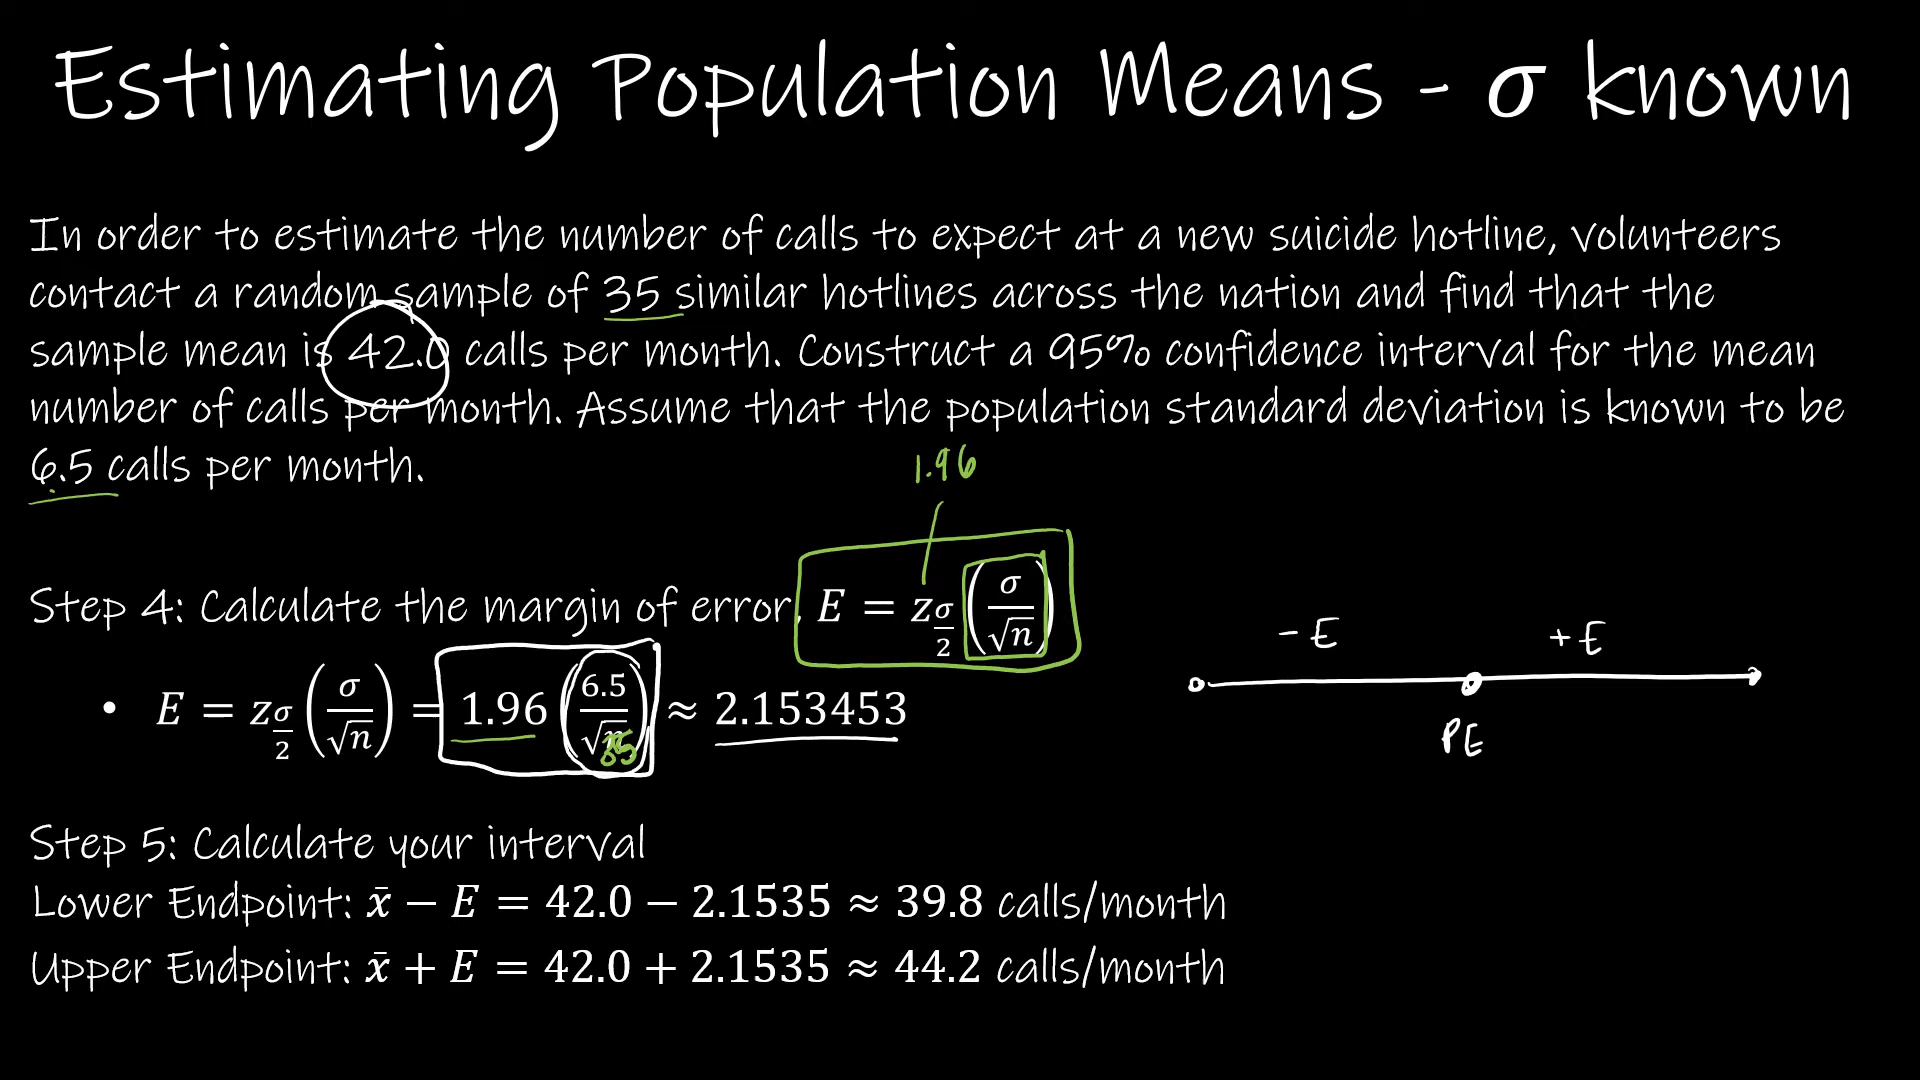 Estimating Population Means - σ known
In order to estimate the number of calls to expect at a new suicide hotline, volunteers
contact a random sample of 35 similar hotlines across the nation and find that the
sample mean is 42.0 calls per month. Construct a 95% confidence interval for the mean
number of calls per month. Assume that the population standard deviation is known to be
6.5 calls per month.
1.96
Step 4: Calculate the margin of error, E = z_{σ/2} (σ/√n)
- E + E
• E = z_{σ/2} (σ/√n) = 1.96 (6.5/√35) ≈ 2.153453
PE
Step 5: Calculate your interval
Lower Endpoint: x̄ − E = 42.0 − 2.1535 ≈ 39.8 calls/month
Upper Endpoint: x̄ + E = 42.0 + 2.1535 ≈ 44.2 calls/month